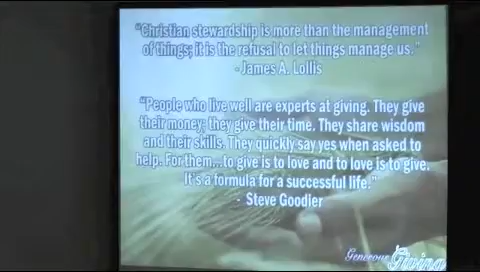 "Christian stewardship is more than the management
of things; it is the refusal to let things manage us."
- James A. Lollis
"People who live well are experts at giving. They give
their money; they give their time. They share wisdom
and their skills. They quickly say yes when asked to
help. For them...to give is to love and to love is to give.
It's a formula for a successful life."
- Steve Goodier
Generous
Giving